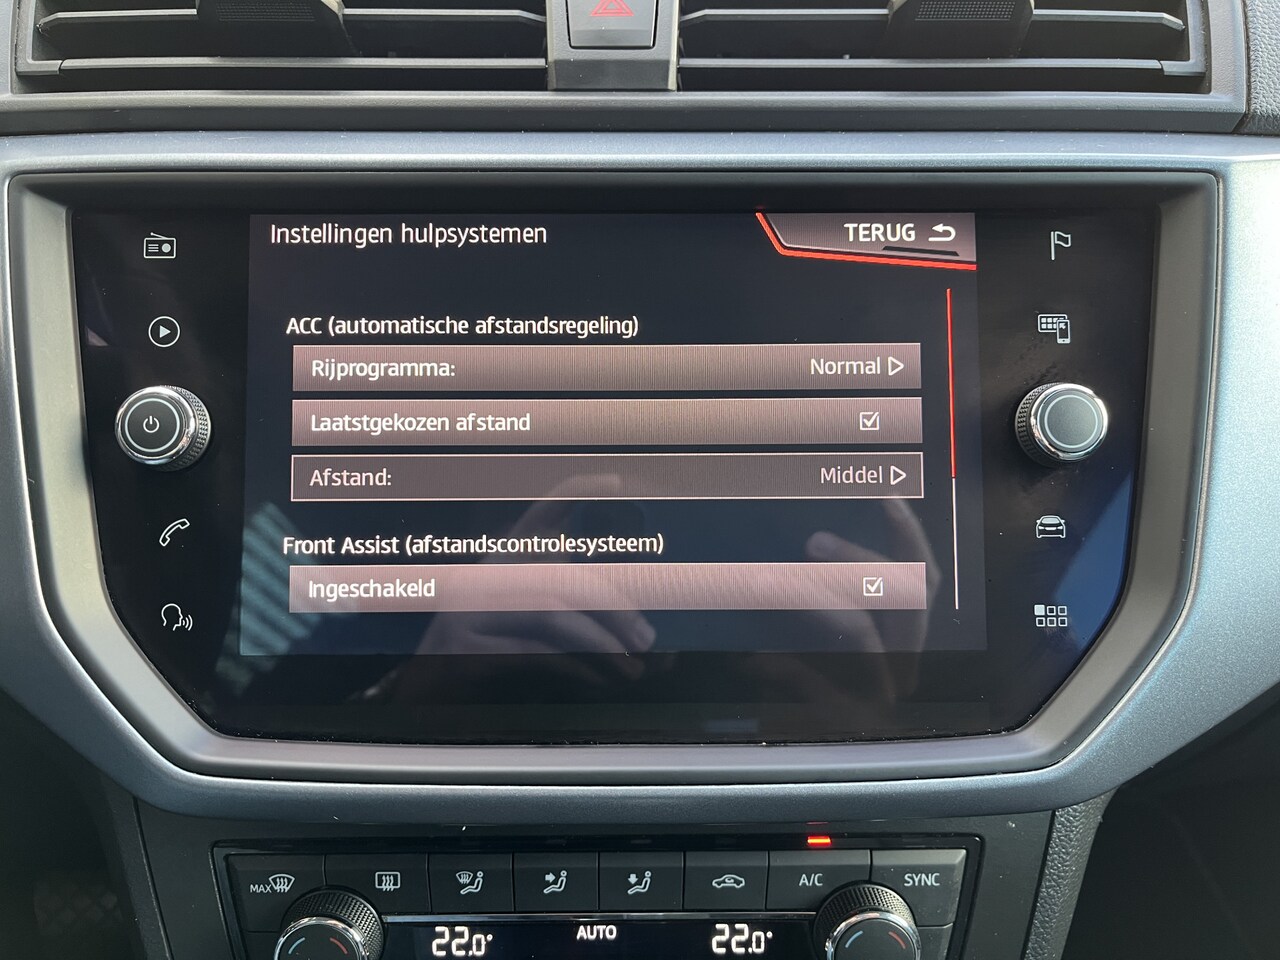 Instellingen hulpsystemen
TERUG
ACC (automatische afstandsregeling)
Rijprogramma: Normal
Laatstgekozen afstand
Afstand: Middel
Front Assist (afstandscontrolesysteem)
Ingeschakeld
MAX
A/C
SYNC
22.0°
AUTO
22.0°